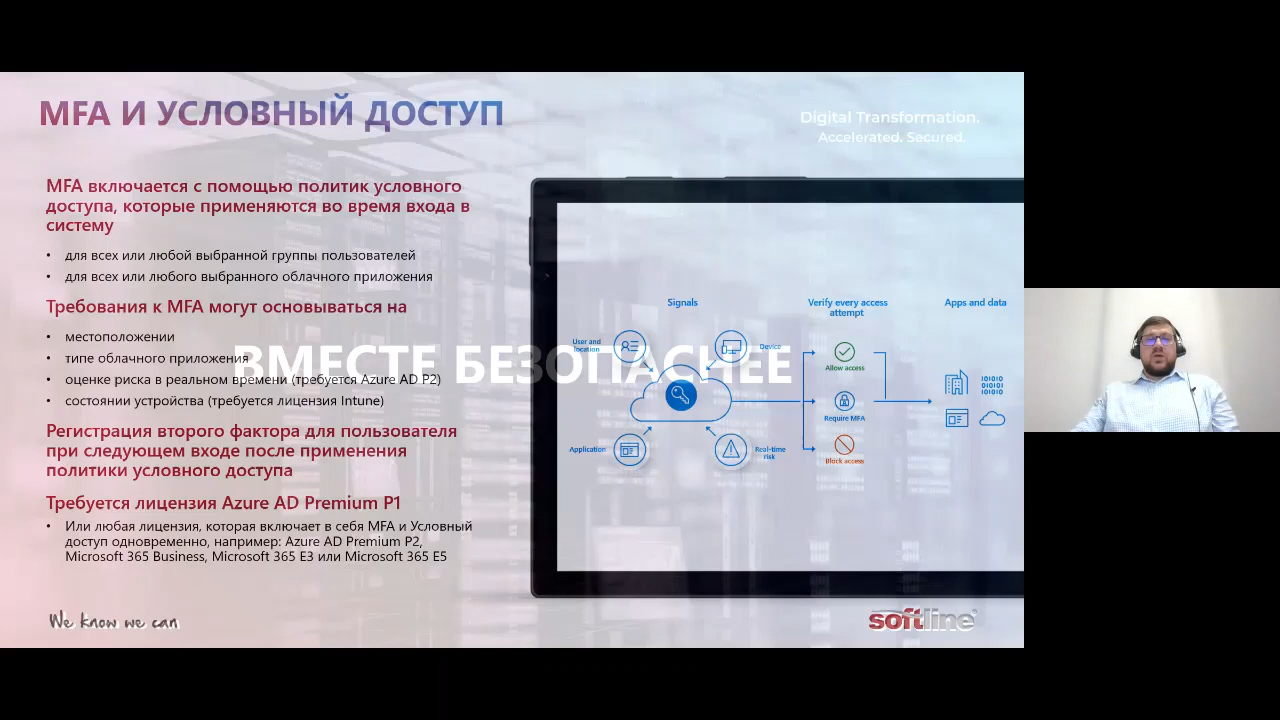 MFA И УСЛОВНЫЙ ДОСТУП
Digital Transformation.
Accelerated. Secured.
MFA включается с помощью политик условного
доступа, которые применяются во время входа в
систему
• для всех или любой выбранной группы пользователей
• для всех или любого выбранного облачного приложения
Требования к MFA могут основываться на
• местоположении
• типе облачного приложения
• оценке риска в реальном времени (требуется Azure AD P2)
• состоянии устройства (требуется лицензия Intune)
Регистрация второго фактора для пользователя
при следующем входе после применения
политики условного доступа
Требуется лицензия Azure AD Premium P1
• Или любая лицензия, которая включает в себя MFA и Условный
доступ одновременно, например: Azure AD Premium P2,
Microsoft 365 Business, Microsoft 365 E3 или Microsoft 365 E5
ВМЕСТЕ БЕЗОПАСНЕЕ
Signals
Verify every access
attempt
Apps and data
User and
location
Device
Allow access
Require MFA
Application
Real-time
risk
Block access
We know we can
softline